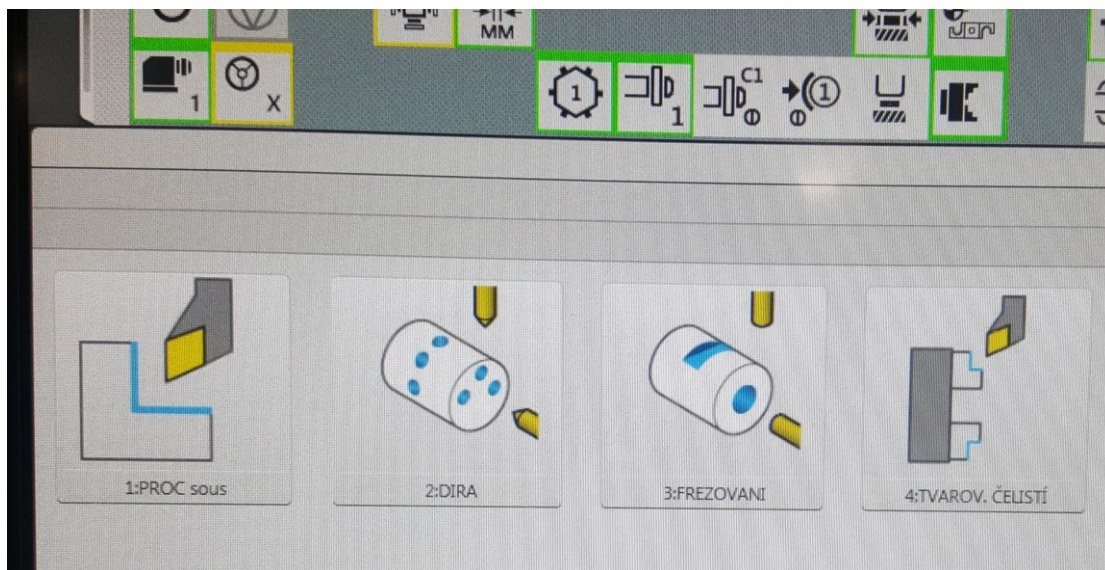 MM
1
X
1
1
C1
1
1:PROC sous
2:DIRA
3:FREZOVANI
4:TVAROV. ČELISTÍ